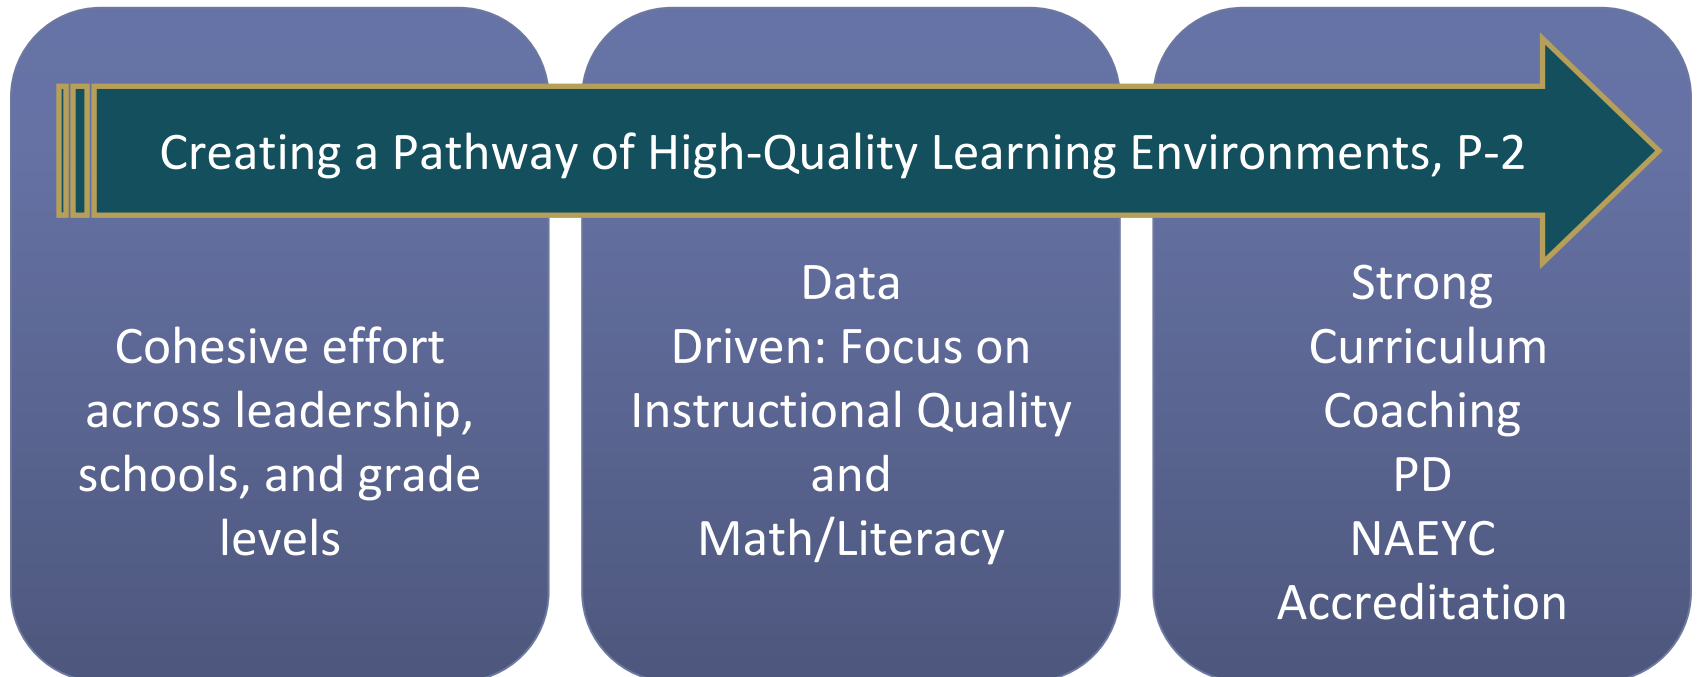 Creating a Pathway of High-Quality Learning Environments, P-2
Cohesive effort
across leadership,
schools, and grade
levels
Data
Driven: Focus on
Instructional Quality
and
Math/Literacy
Strong
Curriculum
Coaching
PD
NAEYC
Accreditation